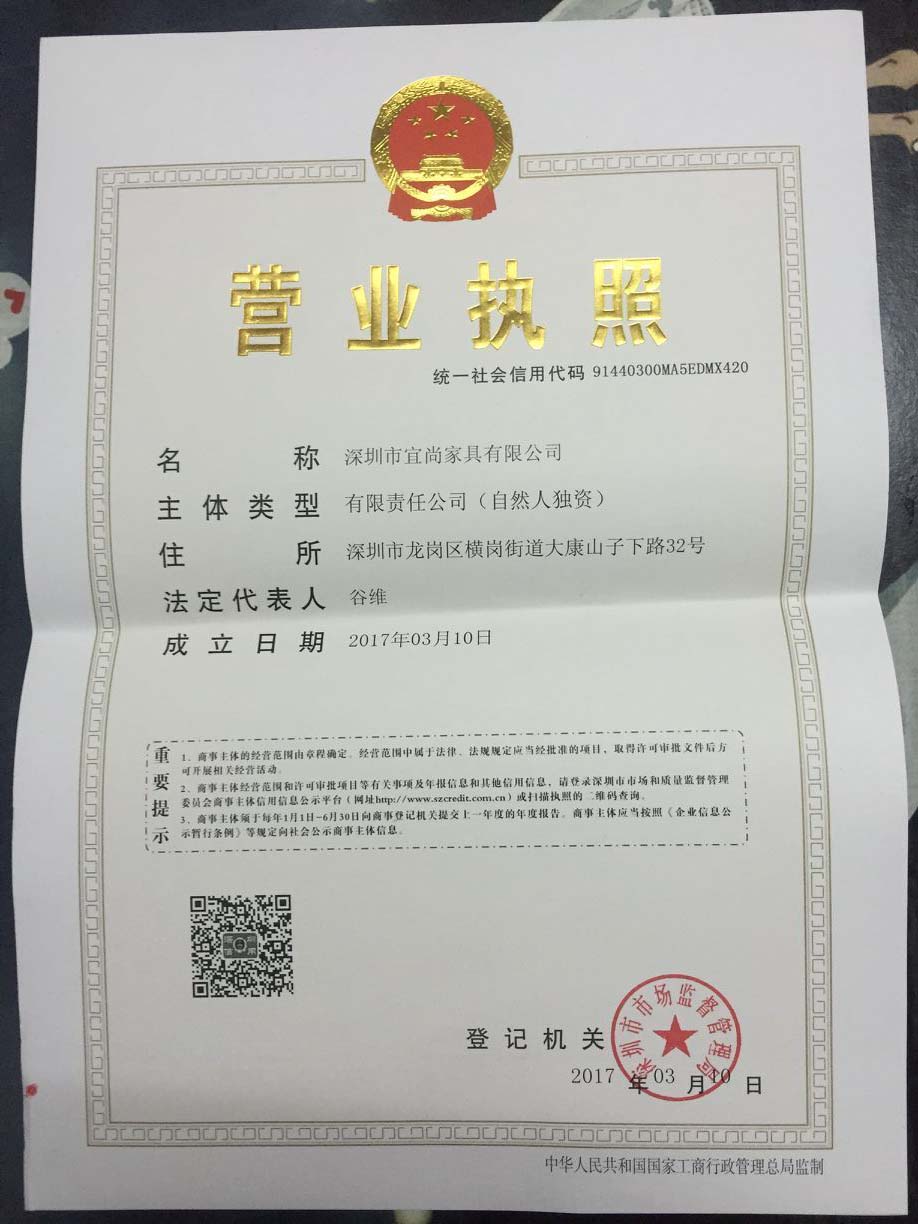 营业执照
统一社会信用代码 91440300MA5EDMX420
名称 深圳市宜尚家具有限公司
主体类型 有限责任公司（自然人独资）
住所 深圳市龙岗区横岗街道大康山子下路32号
法定代表人 谷维
成立日期 2017年03月10日
重要提示
1、商事主体的经营范围由章程确定。经营范围中属于法律、法规规定应当经批准的项目，取得许可审批文件后方
可开展相关经营活动。
2、商事主体经营范围和许可审批项目等有关事项及年报信息和其他信用信息，请登录深圳市市场和质量监督管理
委员会商事主体信用信息公示平台（网址http://www.szcredit.com.cn）或扫描执照的二维码查询。
3、商事主体须于每年1月1日-6月30日向商事登记机关提交上一年度的年度报告。商事主体应当按照《企业信息公
示暂行条例》等规定向社会公示商事主体信息。
登记机关
深圳市市场监督管理局
2017年03月10日
中华人民共和国国家工商行政管理总局监制